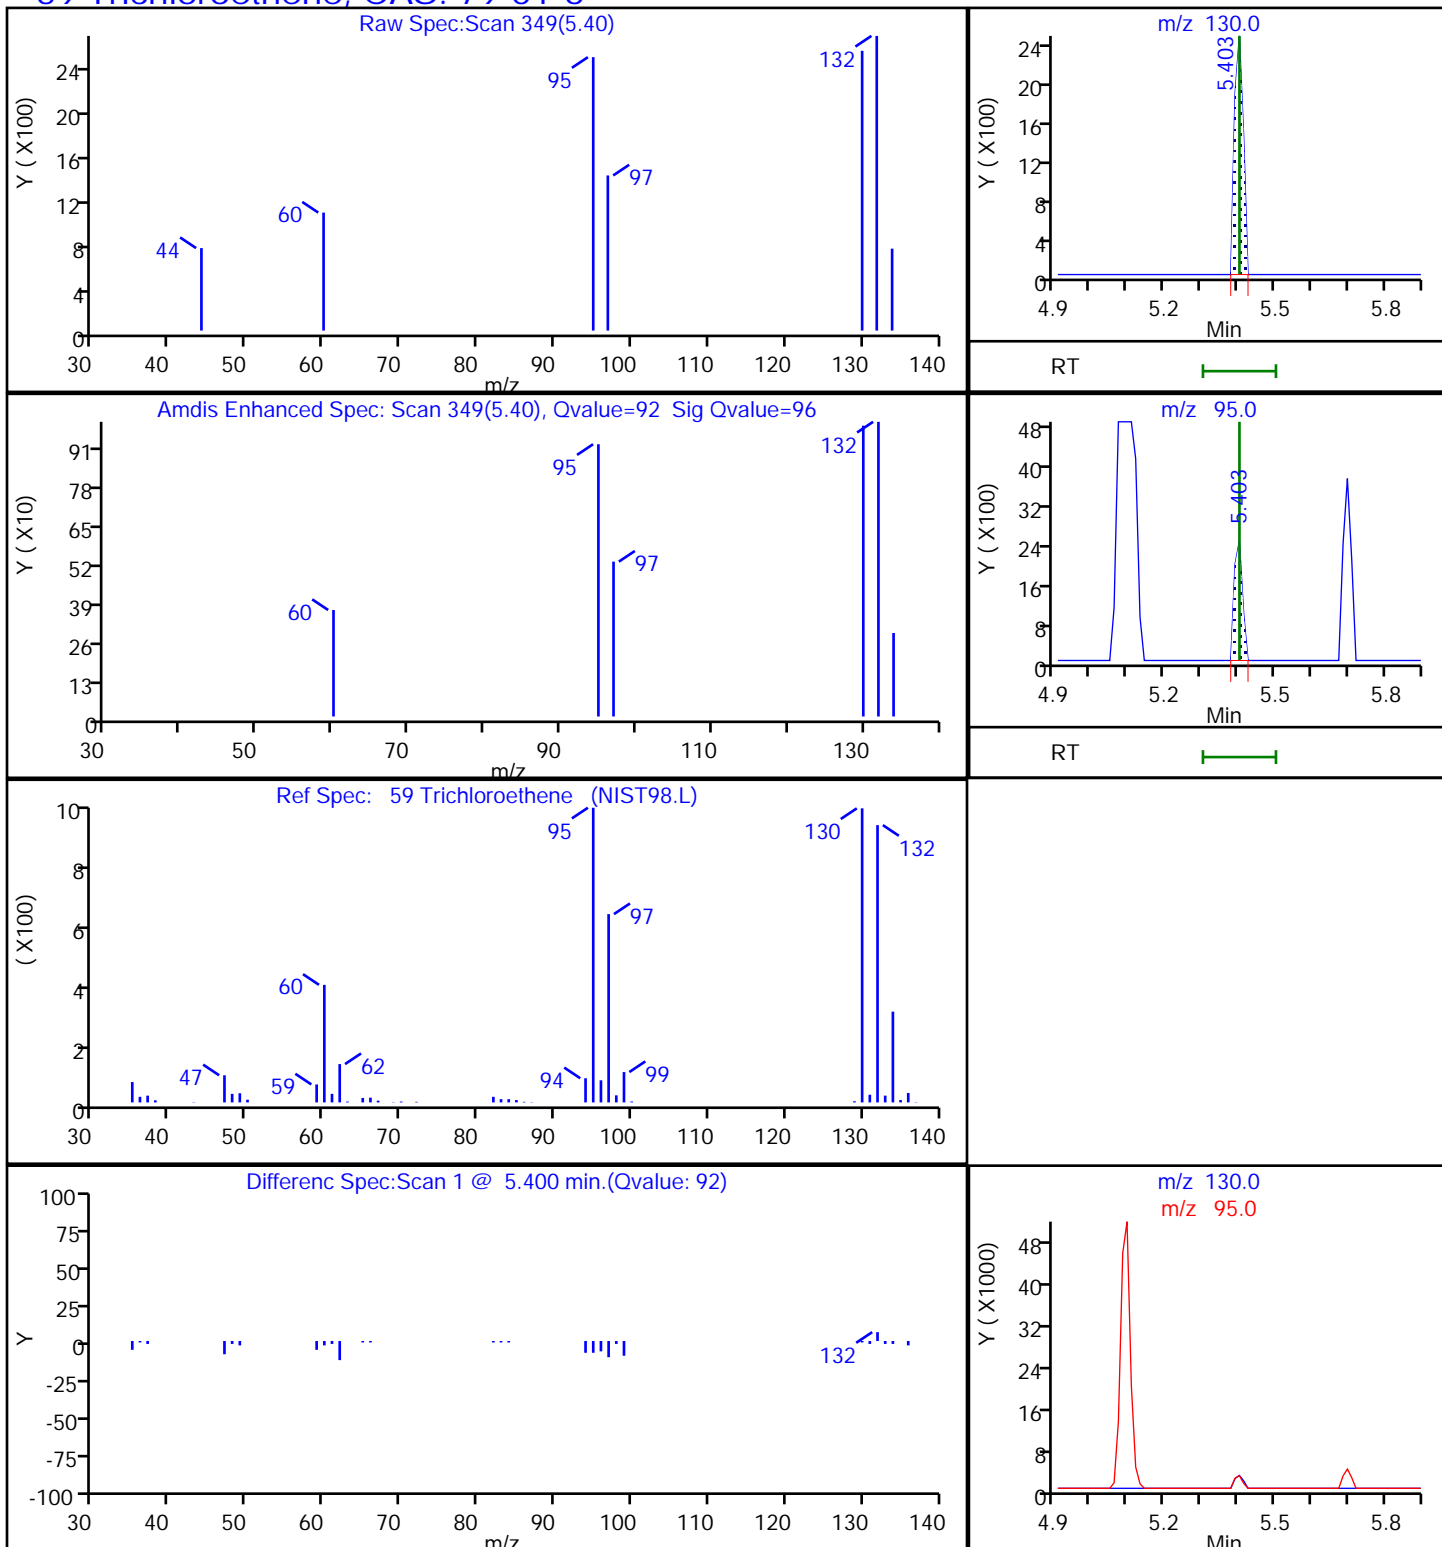 Raw Spec:Scan 349(5.40)
Y ( X100)
24
20
16
12
8
4
0
44
60
95
97
132
30 40 50 60 70 80 90 100 110 120 130 140
m/z
m/z 130.0
Y ( X100)
24
20
16
12
8
4
0
5.403
4.9 5.2 5.5 5.8
Min
RT
Amdis Enhanced Spec: Scan 349(5.40), Qvalue=92 Sig Qvalue=96
Y ( X10)
91
78
65
52
39
26
13
0
60
95
97
132
30 50 70 90 110 130
m/z
m/z 95.0
Y ( X100)
48
40
32
24
16
8
0
5.403
4.9 5.2 5.5 5.8
Min
RT
Ref Spec: 59 Trichloroethene (NIST98.L)
( X100)
10
8
6
4
2
0
47
59
60
62
94
95
97
99
130
132
30 40 50 60 70 80 90 100 110 120 130 140
Differenc Spec:Scan 1 @ 5.400 min.(Qvalue: 92)
Y
100
75
50
25
0
-25
-50
-75
-100
132
30 40 50 60 70 80 90 100 110 120 130 140
m/z
m/z 130.0
m/z 95.0
Y ( X1000)
48
40
32
24
16
8
0
4.9 5.2 5.5 5.8
Min